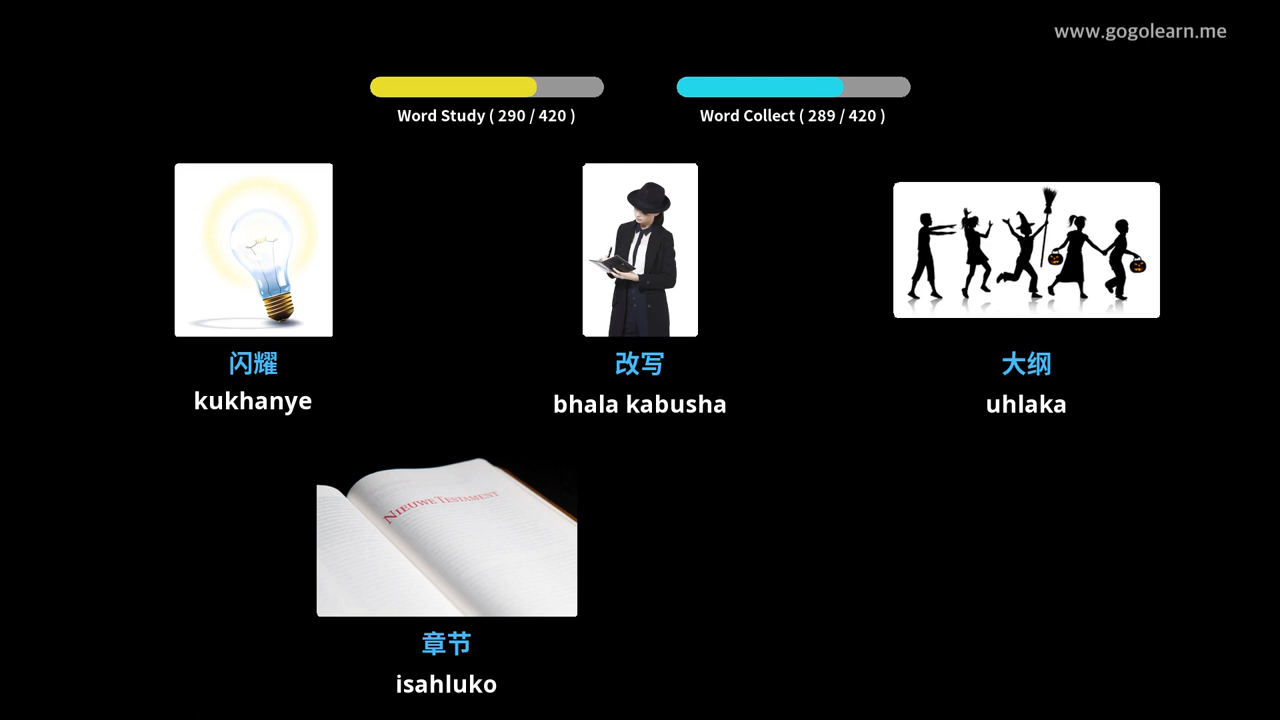 www.gogolearn.me
Word Study ( 290 / 420 )
Word Collect ( 289 / 420 )
闪耀
kukhanye
改写
bhala kabusha
大纲
uhlaka
NIEUWE TESTAMENT
章节
isahluko